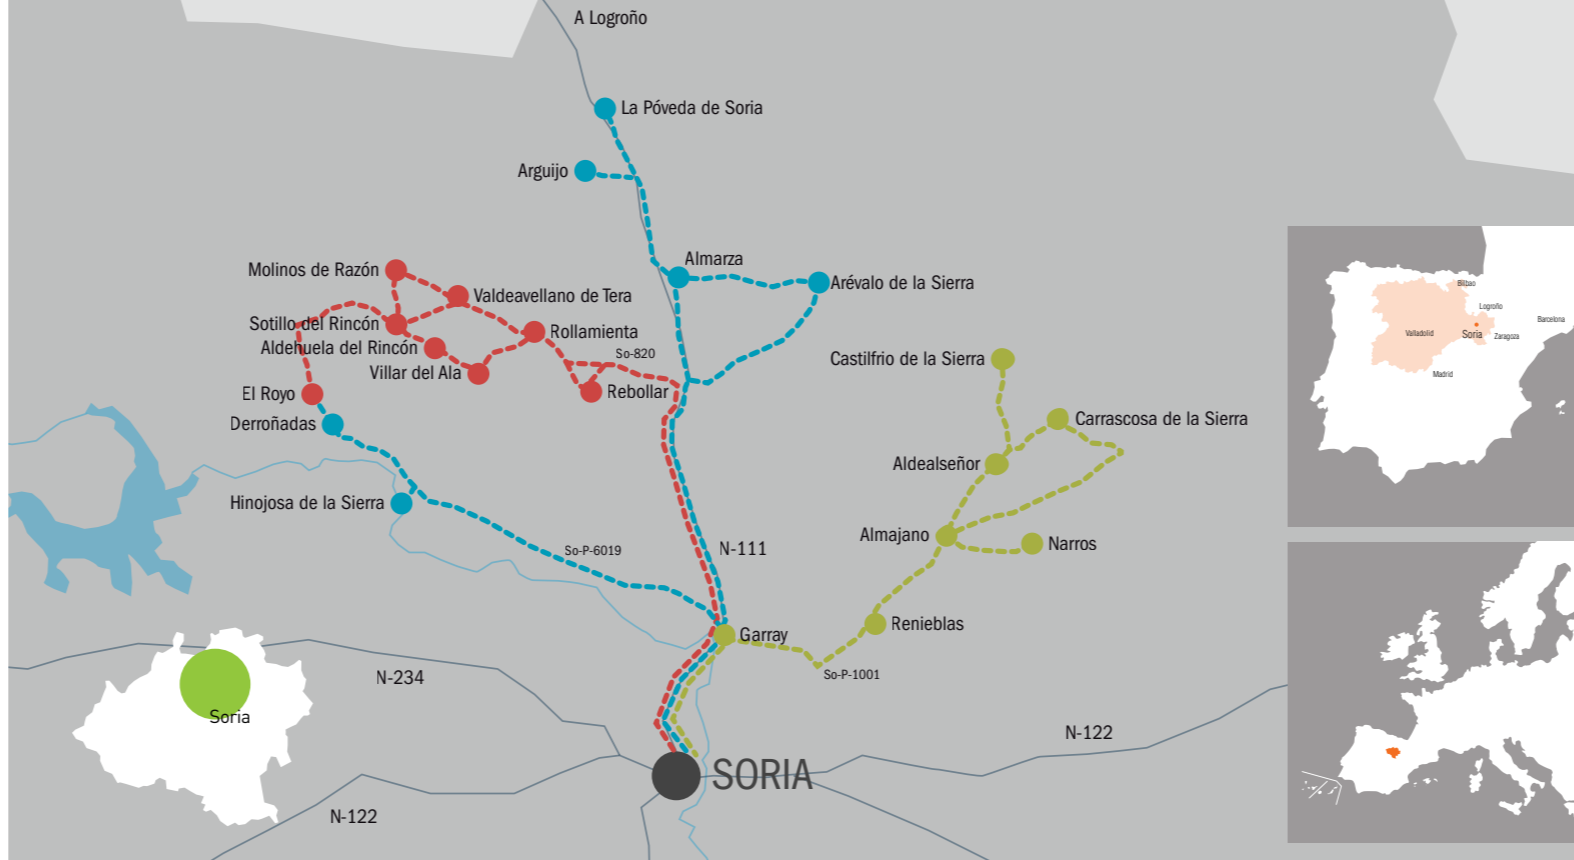 A Logroño
La Póveda de Soria
Arguijo
Almarza
Arévalo de la Sierra
Molinos de Razón
Valdeavellano de Tera
Sotillo del Rincón
Rollamienta
Aldehuela del Rincón
So-820
Villar del Ala
El Royo
Rebollar
Derroñadas
Castilfrio de la Sierra
Carrascosa de la Sierra
Aldealseñor
Hinojosa de la Sierra
Almajano
Narros
So-P-6019
N-111
Renieblas
Garray
So-P-1001
N-234
Soria
N-122
SORIA
N-122
Bilbao
Logroño
Barcelona
Valladolid
Soria
Zaragoza
Madrid